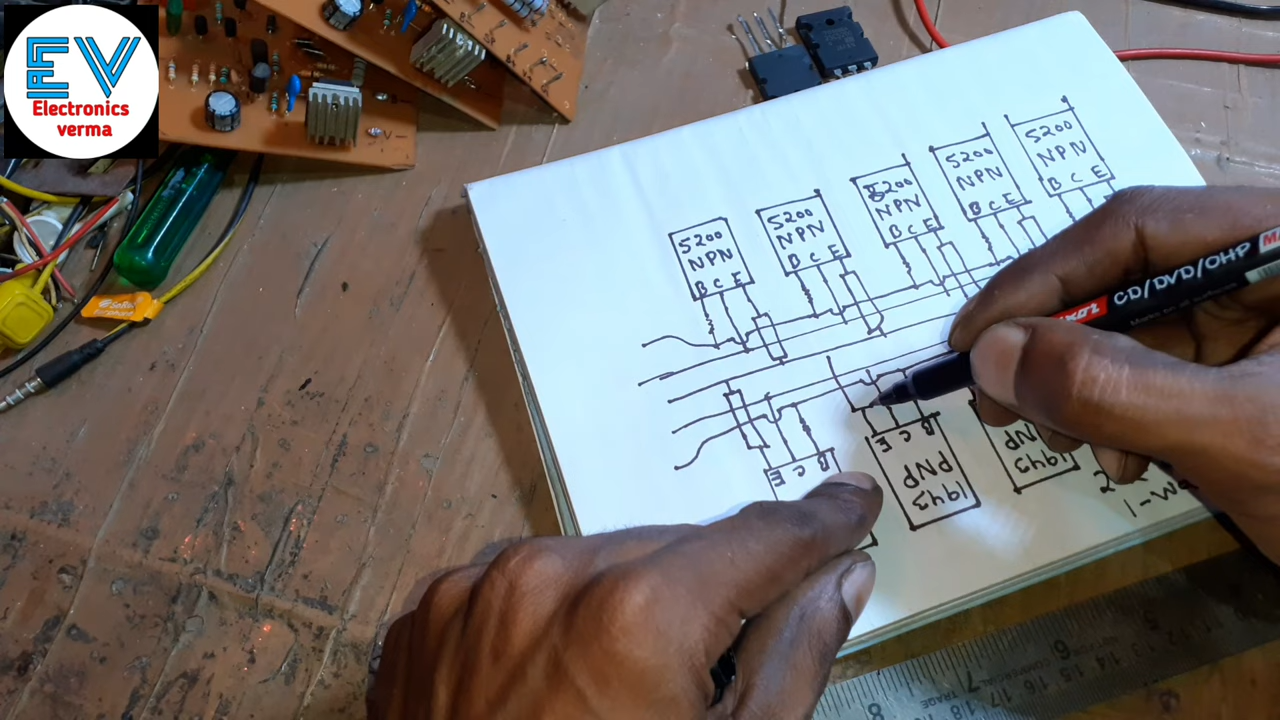 EV
Electronics
verma
5200
NPN
B C E
5200
NPN
B C E
5200
NPN
B C E
5200
NPN
B C E
5200
NPN
B C E
B C E
B C E
PNP
1943
PNP
1943
CD/DVD/OHP